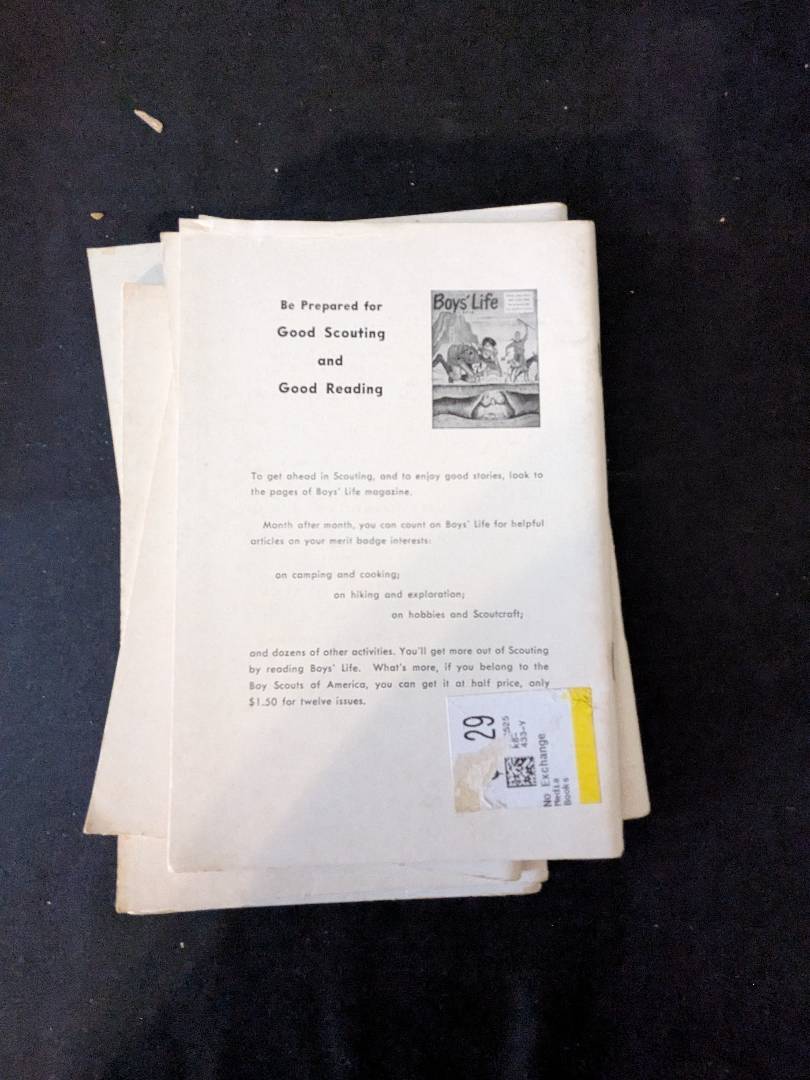 Be Prepared for
Good Scouting
and
Good Reading
Boys' Life
To get ahead in Scouting, and to enjoy good stories, look to
the pages of Boys' Life magazine.
Month after month, you can count on Boys' Life for helpful
articles on your merit badge interests:
on camping and cooking;
on hiking and exploration;
on hobbies and Scoutcraft;
and dozens of other activities. You'll get more out of Scouting
by reading Boys' Life. What's more, if you belong to the
Boy Scouts of America, you can get it at half price, only
$1.50 for twelve issues.
29
433-Y
No Exchange
Media
Books